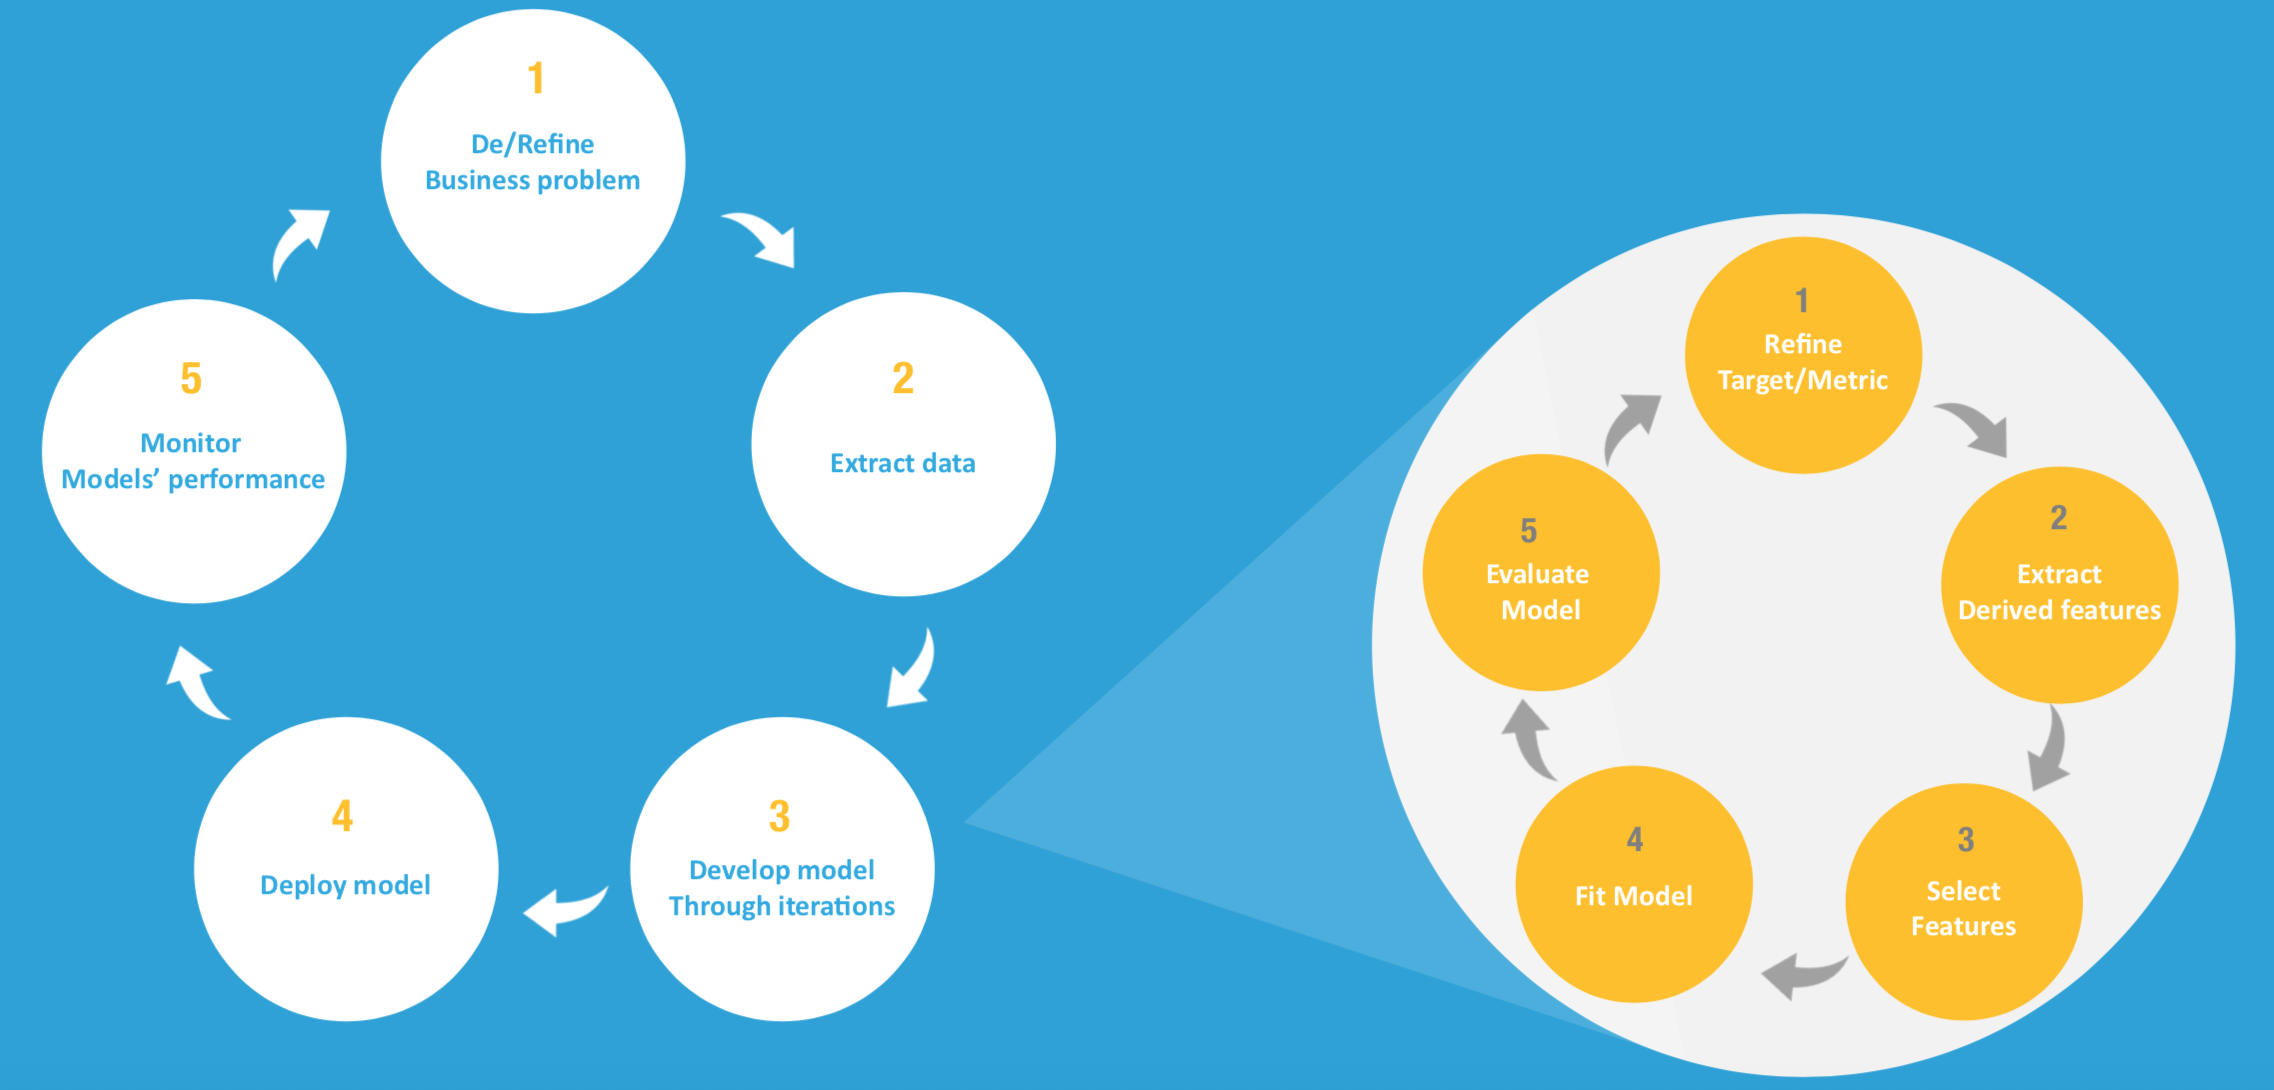 1
De/Refine
Business problem
2
Extract data
3
Develop model
Through iterations
4
Deploy model
5
Monitor
Models’ performance
1
Refine
Target/Metric
2
Extract
Derived features
3
Select
Features
4
Fit Model
5
Evaluate
Model